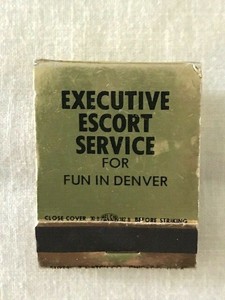 EXECUTIVE
ESCORT
SERVICE
FOR
FUN IN DENVER
CLOSE COVER BEFORE STRIKING